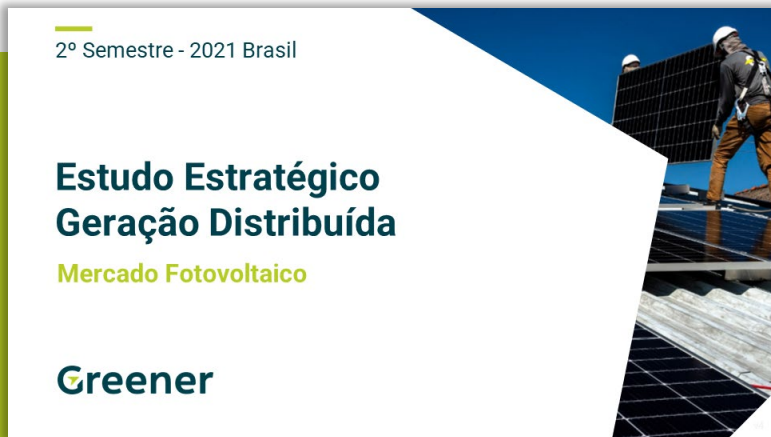 2º Semestre - 2021 Brasil
Estudo Estratégico
Geração Distribuída
Mercado Fotovoltaico
Greener